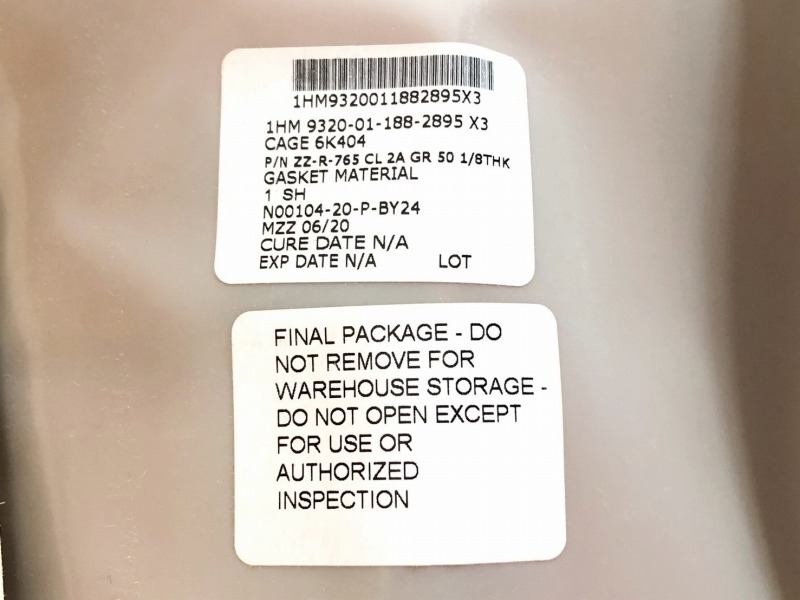 1HM9320011882895X3
1HM 9320-01-188-2895 X3
CAGE 6K404
P/N ZZ-R-765 CL 2A GR 50 1/8THK
GASKET MATERIAL
1 SH
N00104-20-P-BY24
MZZ 06/20
CURE DATE N/A
EXP DATE N/A LOT
FINAL PACKAGE - DO
NOT REMOVE FOR
WAREHOUSE STORAGE -
DO NOT OPEN EXCEPT
FOR USE OR
AUTHORIZED
INSPECTION